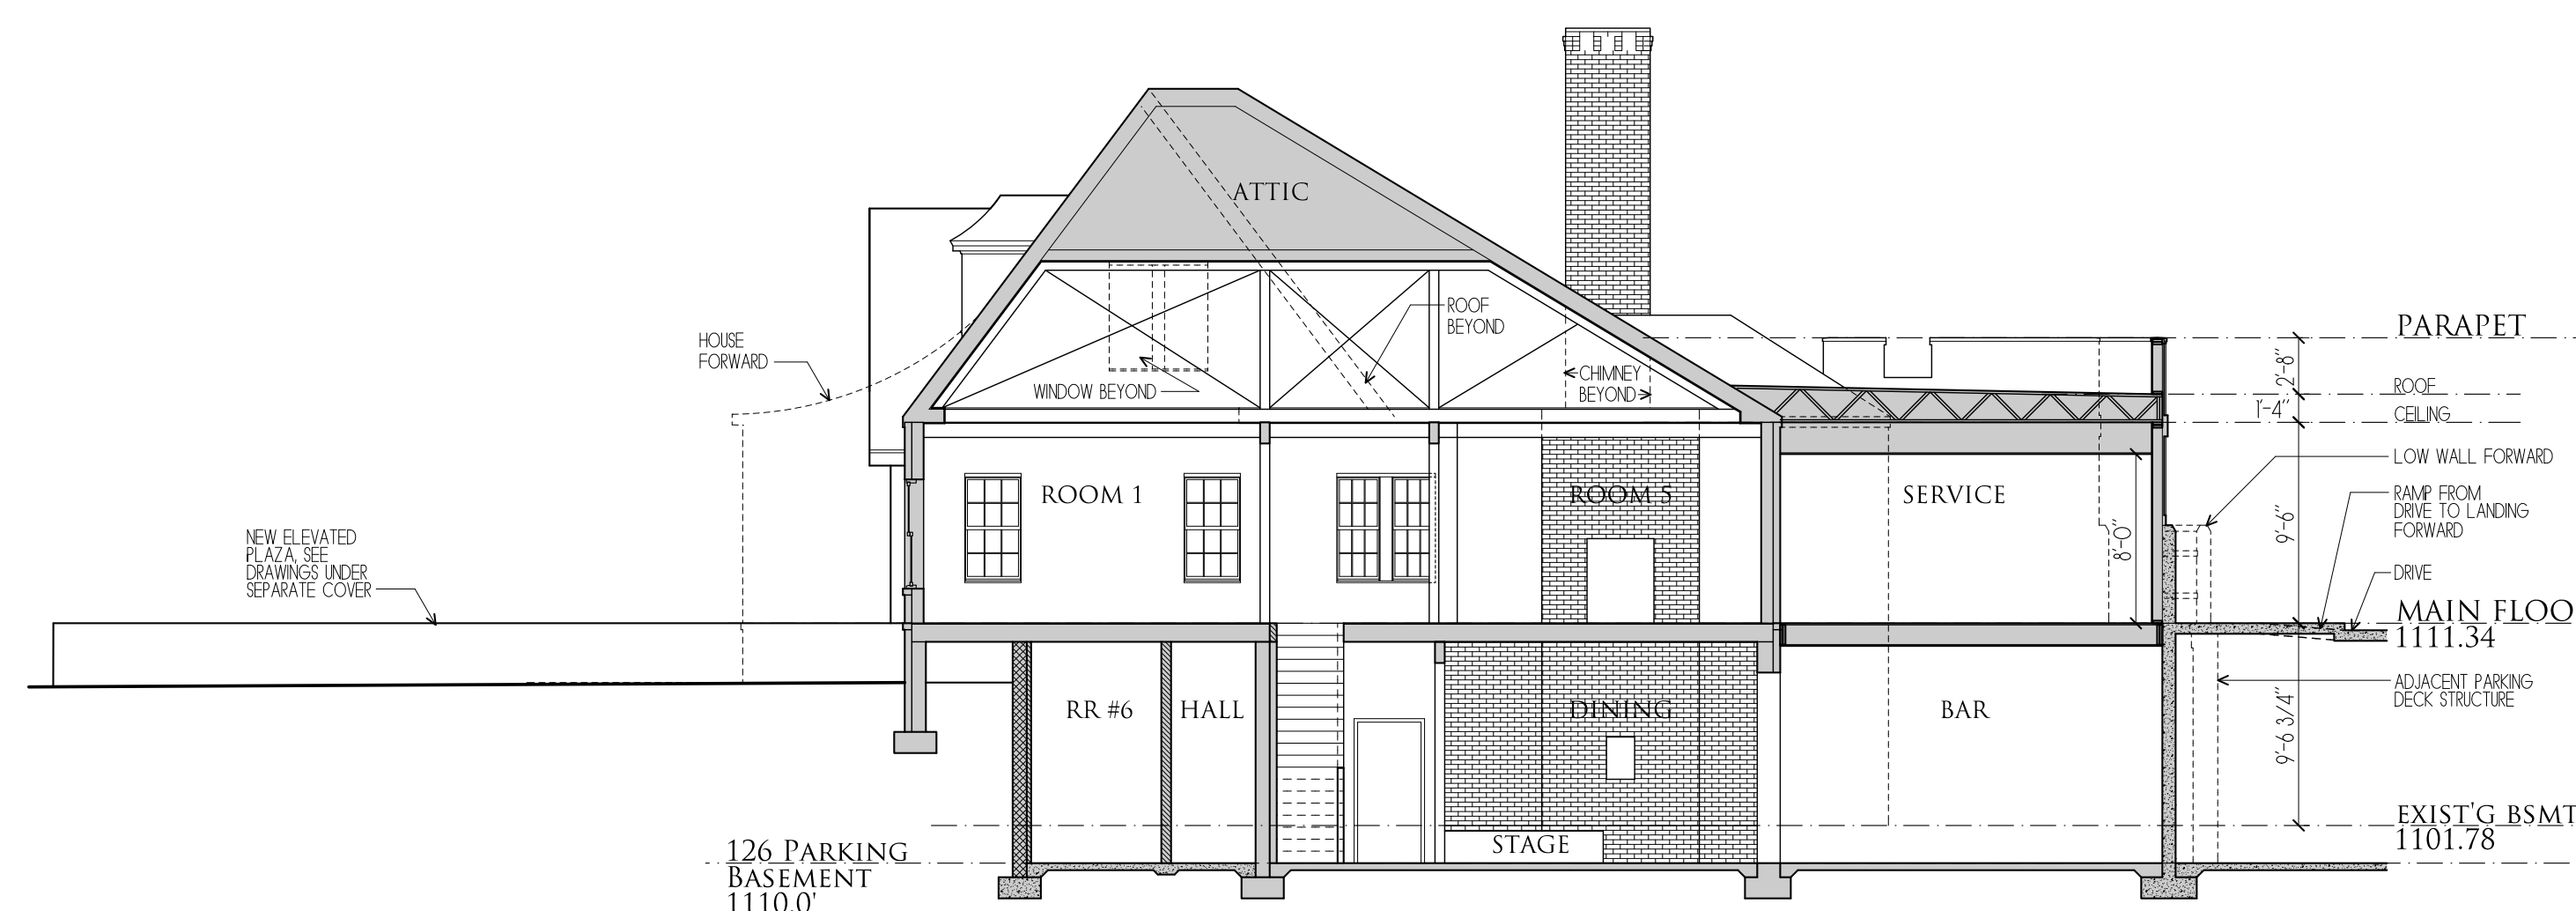 ATTIC
HOUSE
FORWARD
ROOF
BEYOND
WINDOW BEYOND
CHIMNEY
BEYOND
PARAPET
2'-8"
ROOF
1'-4"
CEILING
LOW WALL FORWARD
ROOM 1
ROOM 5
SERVICE
RAMP FROM
DRIVE TO LANDING
FORWARD
9'-6"
8'-0"
NEW ELEVATED
PLAZA, SEE
DRAWINGS UNDER
SEPARATE COVER
DRIVE
MAIN FLOO
1111.34
ADJACENT PARKING
DECK STRUCTURE
RR #6
HALL
DINING
BAR
9'-6 3/4"
STAGE
EXIST'G BSMT
1101.78
126 PARKING
BASEMENT
1110.0'